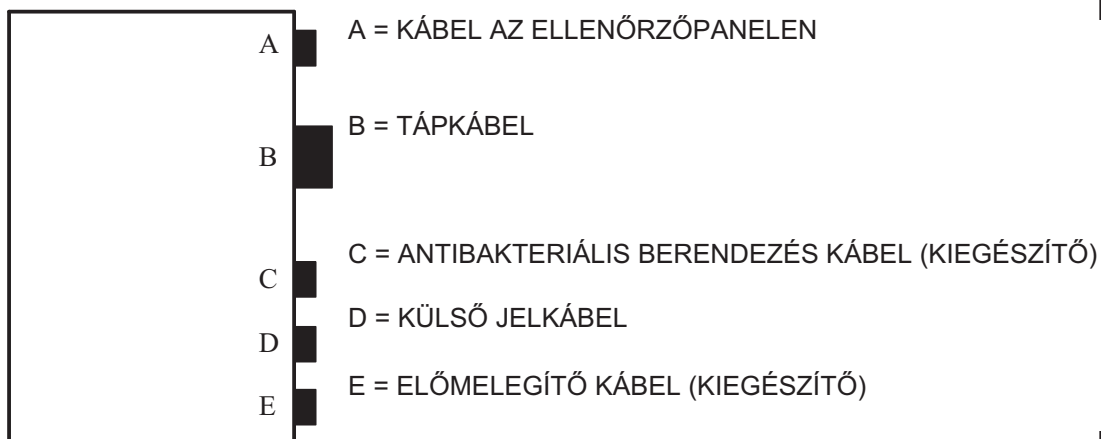 A
A = KÁBEL AZ ELLENŐRZŐPANELEN
B
B = TÁPKÁBEL
C
C = ANTIBAKTERIÁLIS BERENDEZÉS KÁBEL (KIEGÉSZÍTŐ)
D
D = KÜLSŐ JELKÁBEL
E
E = ELŐMELEGÍTŐ KÁBEL (KIEGÉSZÍTŐ)